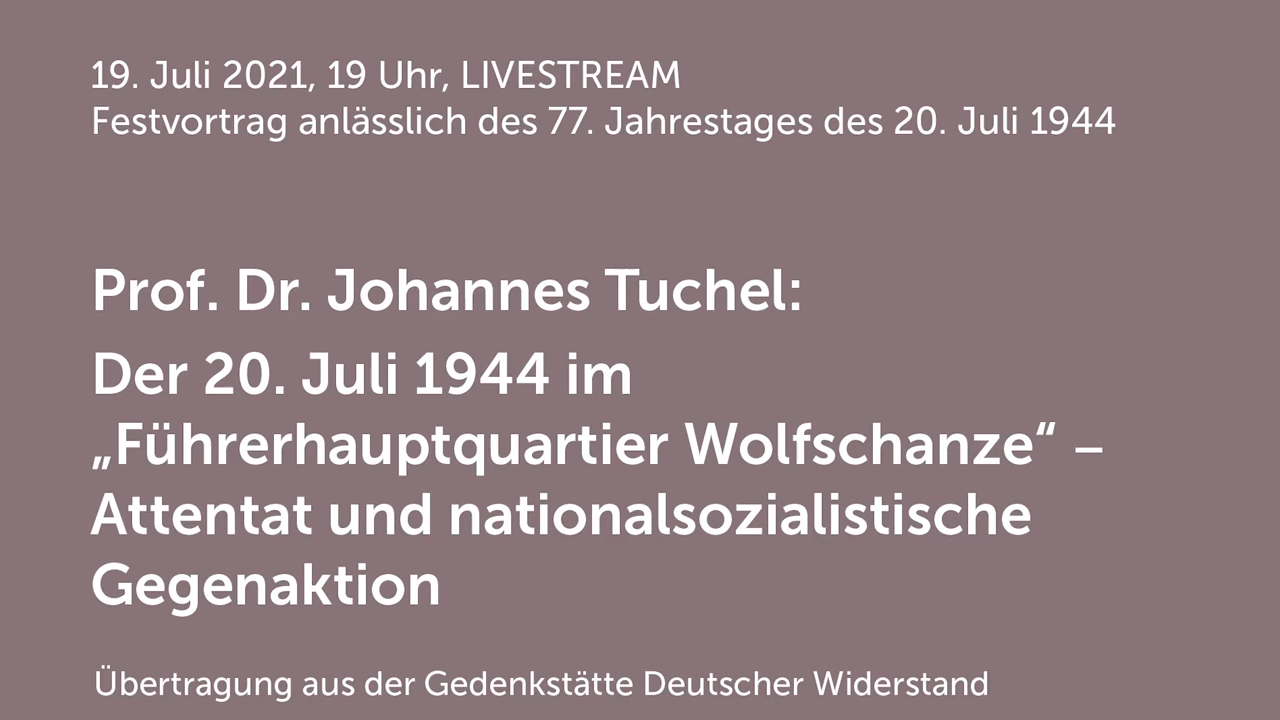 19. Juli 2021, 19 Uhr, LIVESTREAM
Festvortrag anlässlich des 77. Jahrestages des 20. Juli 1944
Prof. Dr. Johannes Tuchel:
Der 20. Juli 1944 im
„Führerhauptquartier Wolfschanze“ –
Attentat und nationalsozialistische
Gegenaktion
Übertragung aus der Gedenkstätte Deutscher Widerstand